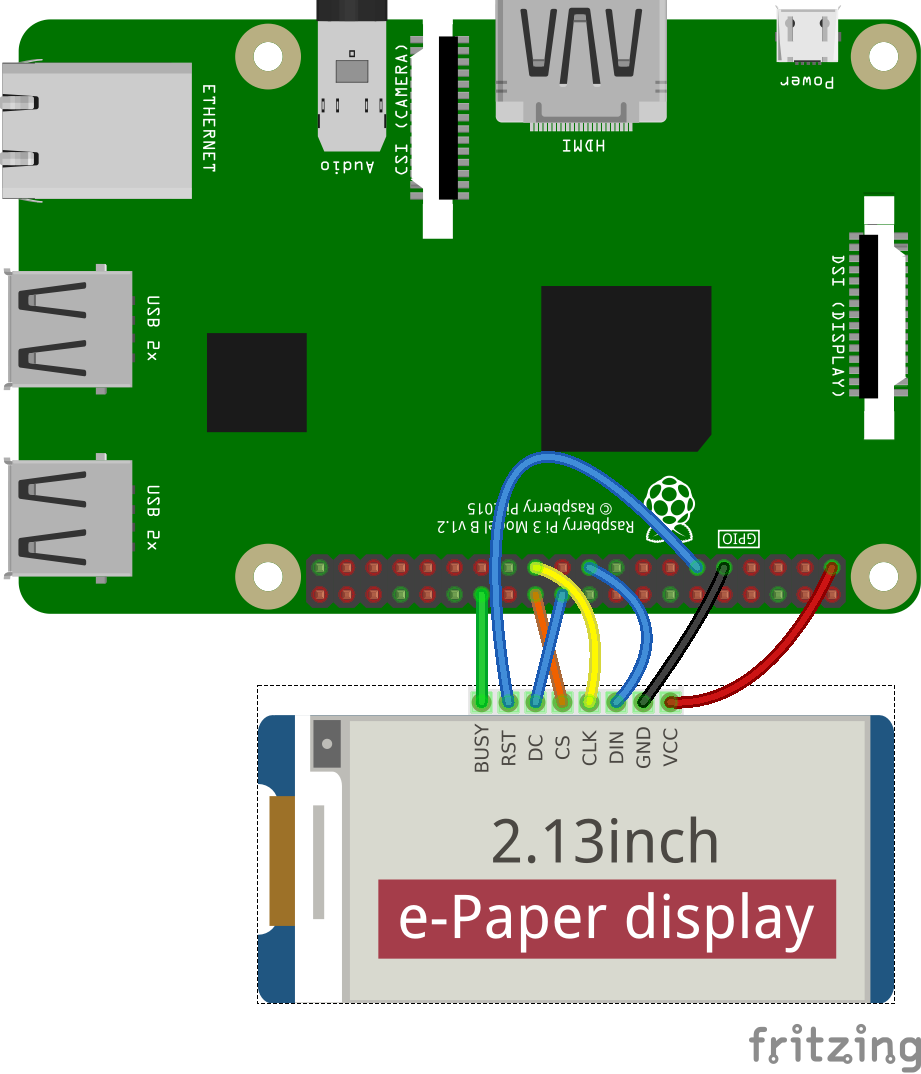 Power
ETHERNET
CSI (CAMERA)
Audio
HDMI
DSI (DISPLAY)
USB 2x
USB 2x
Raspberry Pi 3 Model B v1.2
© Raspberry Pi 2015
GPIO
BUSY
RST
DC
CS
CLK
DIN
GND
VCC
2.13inch
e-Paper display
fritzing